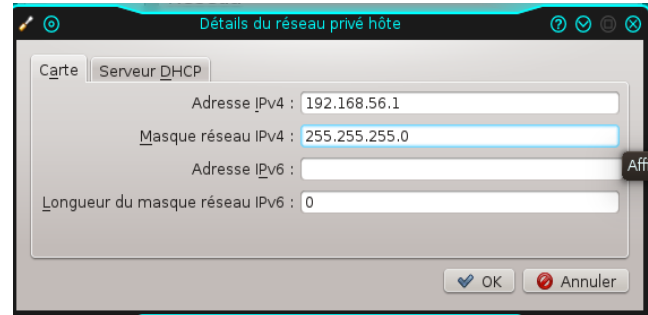 Détails du réseau privé hôte
Carte
Serveur DHCP
Adresse IPv4 : 192.168.56.1
Masque réseau IPv4 : 255.255.255.0
Adresse IPv6 :
Longueur du masque réseau IPv6 : 0
OK
Annuler